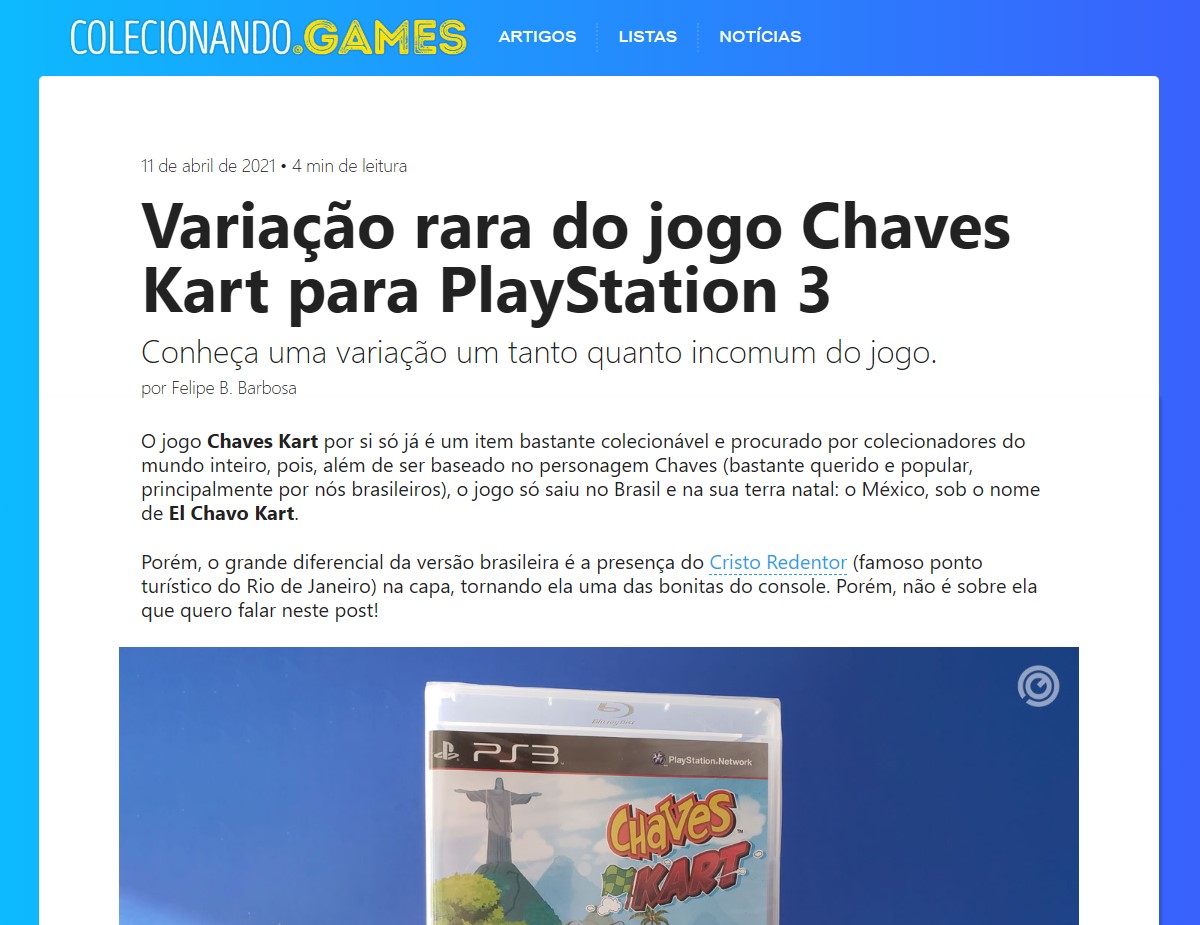 COLECIONANDO.GAMES
ARTIGOS
LISTAS
NOTÍCIAS
11 de abril de 2021 • 4 min de leitura
Variação rara do jogo Chaves
Kart para PlayStation 3
Conheça uma variação um tanto quanto incomum do jogo.
por Felipe B. Barbosa
O jogo Chaves Kart por si só já é um item bastante colecionável e procurado por colecionadores do
mundo inteiro, pois, além de ser baseado no personagem Chaves (bastante querido e popular,
principalmente por nós brasileiros), o jogo só saiu no Brasil e na sua terra natal: o México, sob o nome
de El Chavo Kart.
Porém, o grande diferencial da versão brasileira é a presença do Cristo Redentor (famoso ponto
turístico do Rio de Janeiro) na capa, tornando ela uma das bonitas do console. Porém, não é sobre ela
que quero falar neste post!
Blu-ray Disc
PS3
PlayStation Network
CHAVES
KART